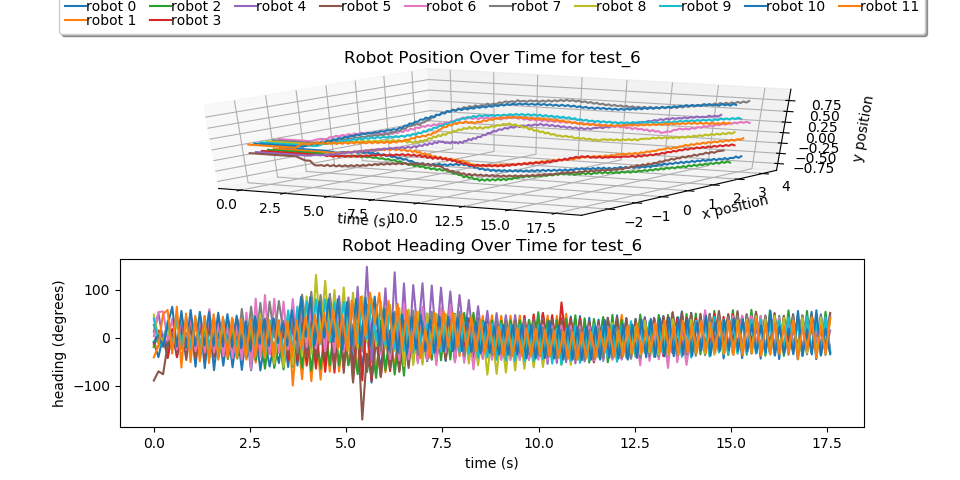 robot 0 robot 2 robot 4 robot 5 robot 6 robot 7 robot 8 robot 9 robot 10 robot 11
robot 1 robot 3
Robot Position Over Time for test_6
0.75
0.50
0.25
0.00
−0.25
−0.50
−0.75
y position
0.0 2.5 5.0 7.5 10.0 12.5 15.0 17.5
time (s)
−2 −1 0 1 2 3 4
x position
Robot Heading Over Time for test_6
100
0
−100
heading (degrees)
0.0 2.5 5.0 7.5 10.0 12.5 15.0 17.5
time (s)